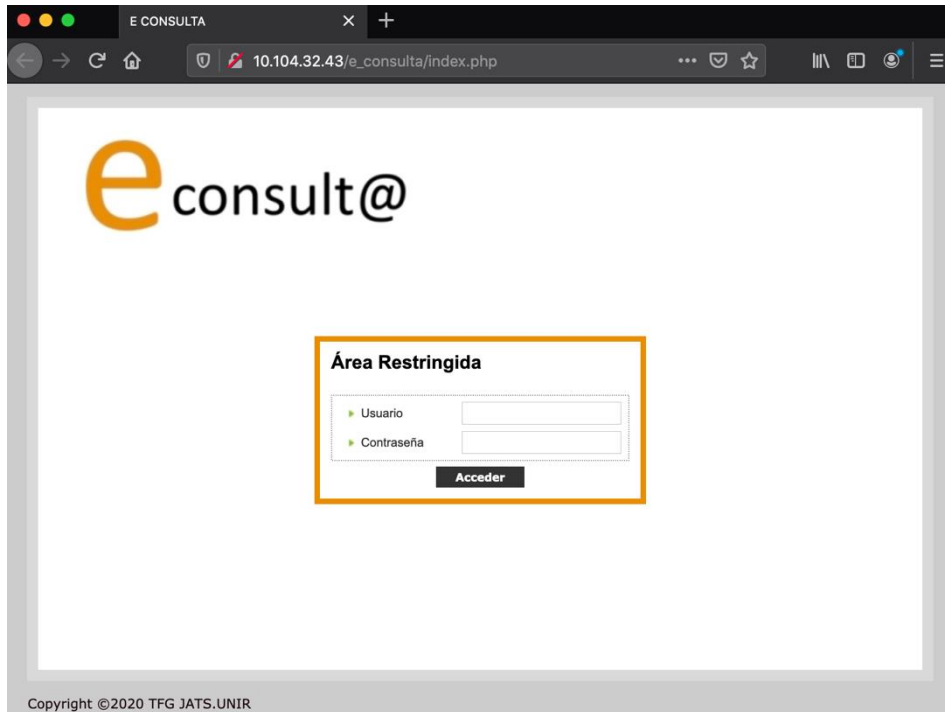 E CONSULTA
10.104.32.43/e_consulta/index.php
e consult@
Área Restringida
Usuario
Contraseña
Acceder
Copyright ©2020 TFG JATS.UNIR